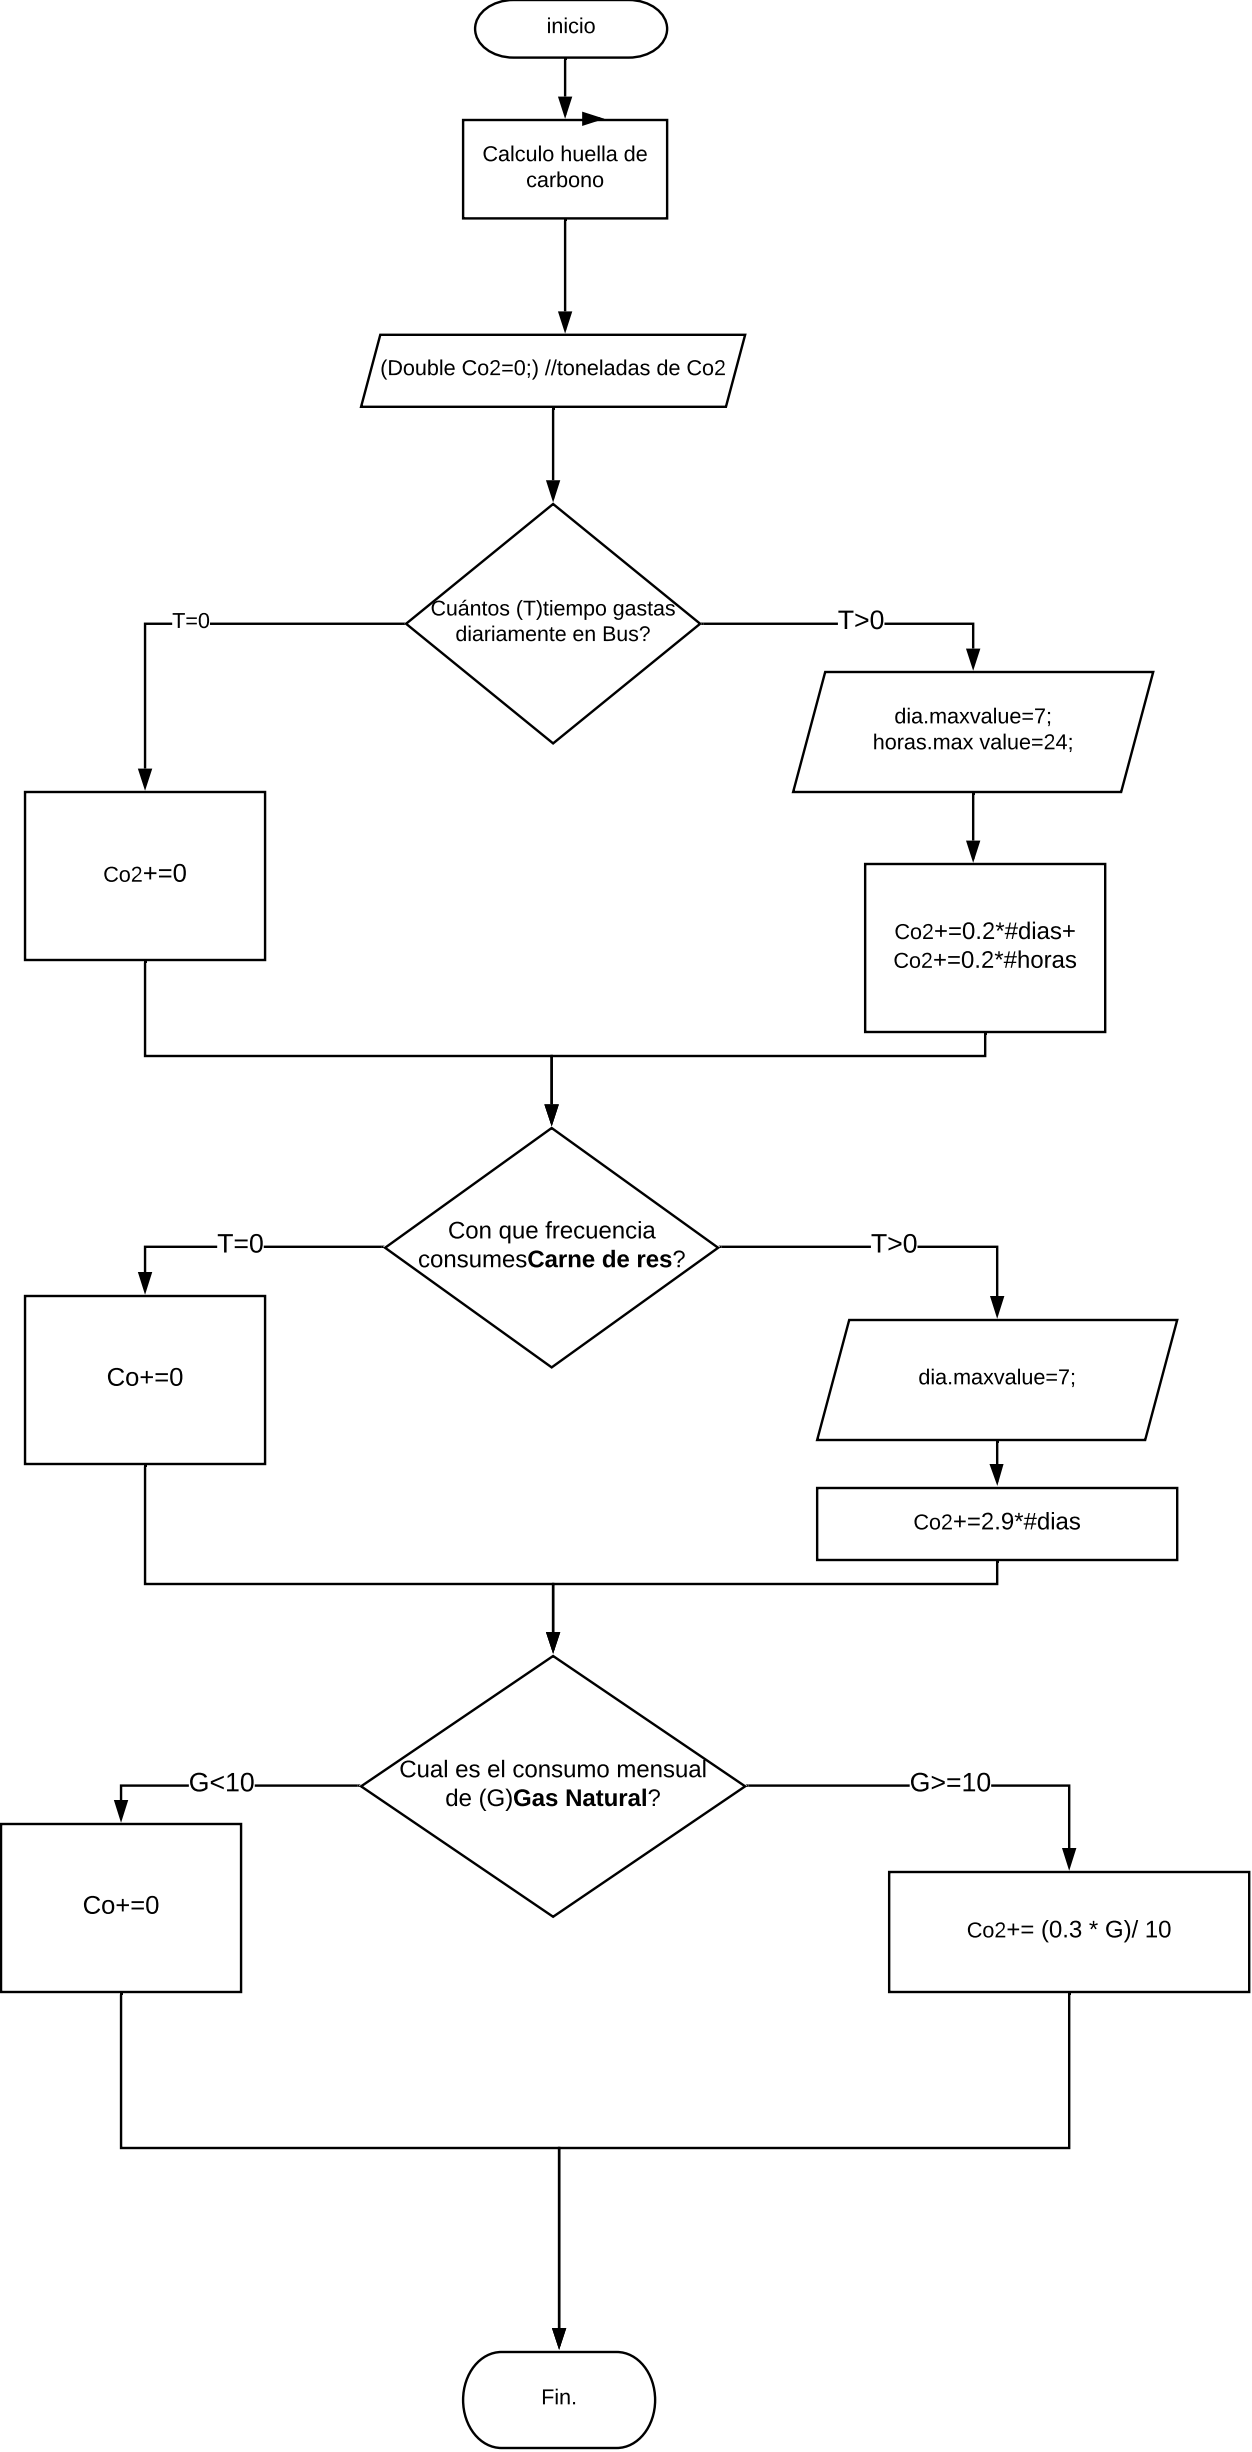 inicio
Calculo huella de
carbono
(Double Co2=0;) //toneladas de Co2
Cuántos (T)tiempo gastas
diariamente en Bus?
T=0
T>0
dia.maxvalue=7;
horas.max value=24;
Co2+=0
Co2+=0.2*#dias+
Co2+=0.2*#horas
Con que frecuencia
consumesCarne de res?
T=0
T>0
Co+=0
dia.maxvalue=7;
Co2+=2.9*#dias
Cual es el consumo mensual
de (G)Gas Natural?
G<10
G>=10
Co+=0
Co2+= (0.3 * G)/ 10
Fin.